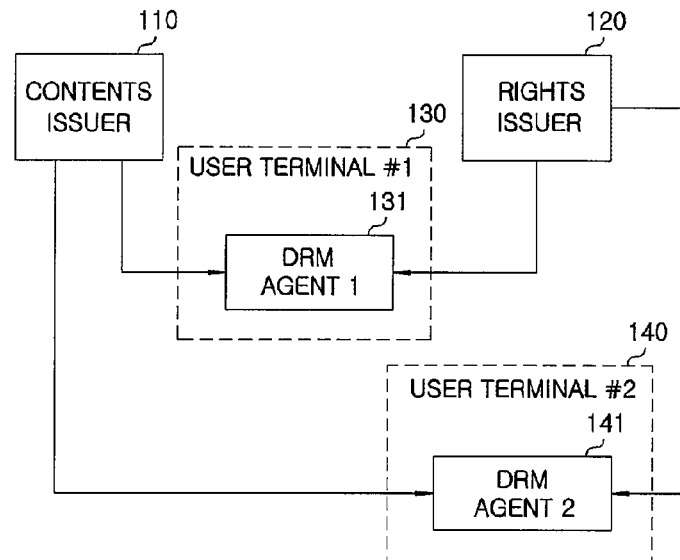 110
CONTENTS
ISSUER
120
RIGHTS
ISSUER
130
USER TERMINAL #1
131
DRM
AGENT 1
140
USER TERMINAL #2
141
DRM
AGENT 2